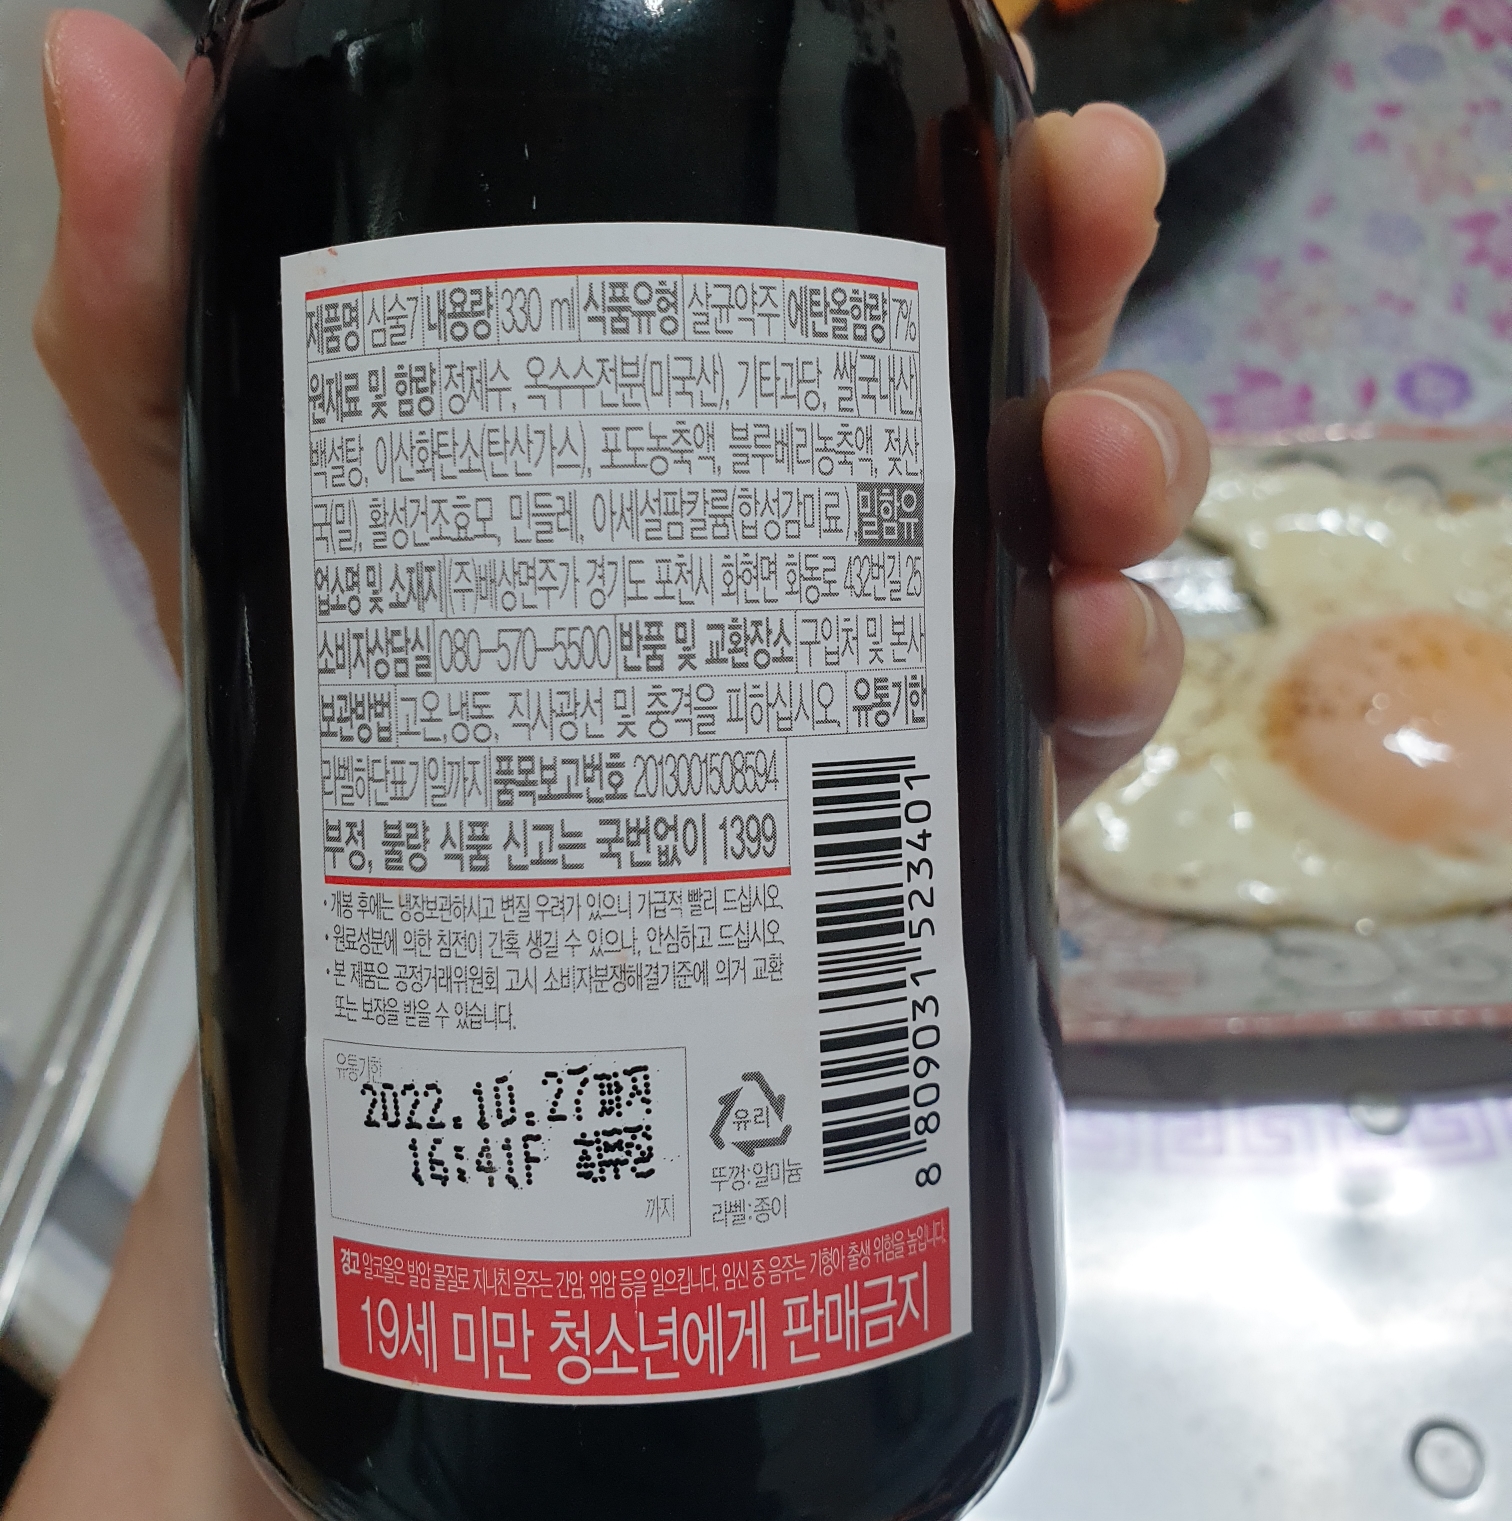 제품명 심술7 내용량 330 ml 식품유형 살균약주 에탄올함량 7%
원재료 및 함량 정제수, 옥수수전분(미국산), 기타과당, 쌀(국내산),
백설탕, 이산화탄소(탄산가스), 포도농축액, 블루베리농축액, 젖산,
국(밀), 활성건조효모, 민들레, 아세설팜칼륨(합성감미료), 밀함유
업소명 및 소재지 (주)배상면주가 경기도 포천시 화현면 화동로 432번길 25
소비자상담실 080-570-5500 반품 및 교환장소 구입처 및 본사
보관방법 고온,냉동, 직사광선 및 충격을 피하십시오. 유통기한
라벨하단표기일까지 품목보고번호 2013001508594
부정, 불량 식품 신고는 국번없이 1399
·개봉 후에는 냉장보관하시고 변질 우려가 있으니 가급적 빨리 드십시오.
·원료성분에 의한 침전이 간혹 생길 수 있으나, 안심하고 드십시오.
·본 제품은 공정거래위원회 고시 소비자분쟁해결기준에 의거 교환
또는 보장을 받을 수 있습니다.
유통기한
2022.10.27
16:41F
까지
유리
뚜껑:알미늄
라벨:종이
8 809031 523401
경고 알코올은 발암 물질로 지나친 음주는 간암, 위암 등을 일으킵니다. 임신 중 음주는 기형아 출생 위험을 높입니다.
19세 미만 청소년에게 판매금지